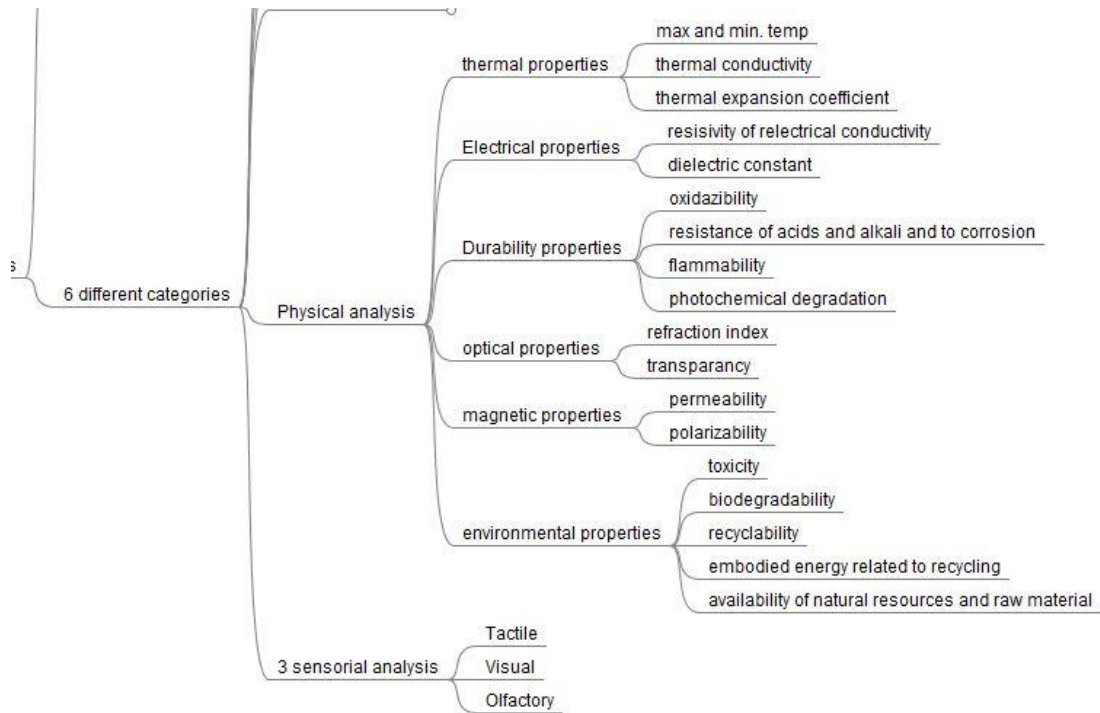 max and min. temp
thermal properties
thermal conductivity
thermal expansion coefficient
resisivity of relectrical conductivity
Electrical properties
dielectric constant
oxidazibility
resistance of acids and alkali and to corrosion
Durability properties
flammability
photochemical degradation
s
6 different categories
Physical analysis
refraction index
optical properties
transparancy
permeability
magnetic properties
polarizability
toxicity
biodegradability
environmental properties
recyclability
embodied energy related to recycling
availability of natural resources and raw material
Tactile
3 sensorial analysis
Visual
Olfactory